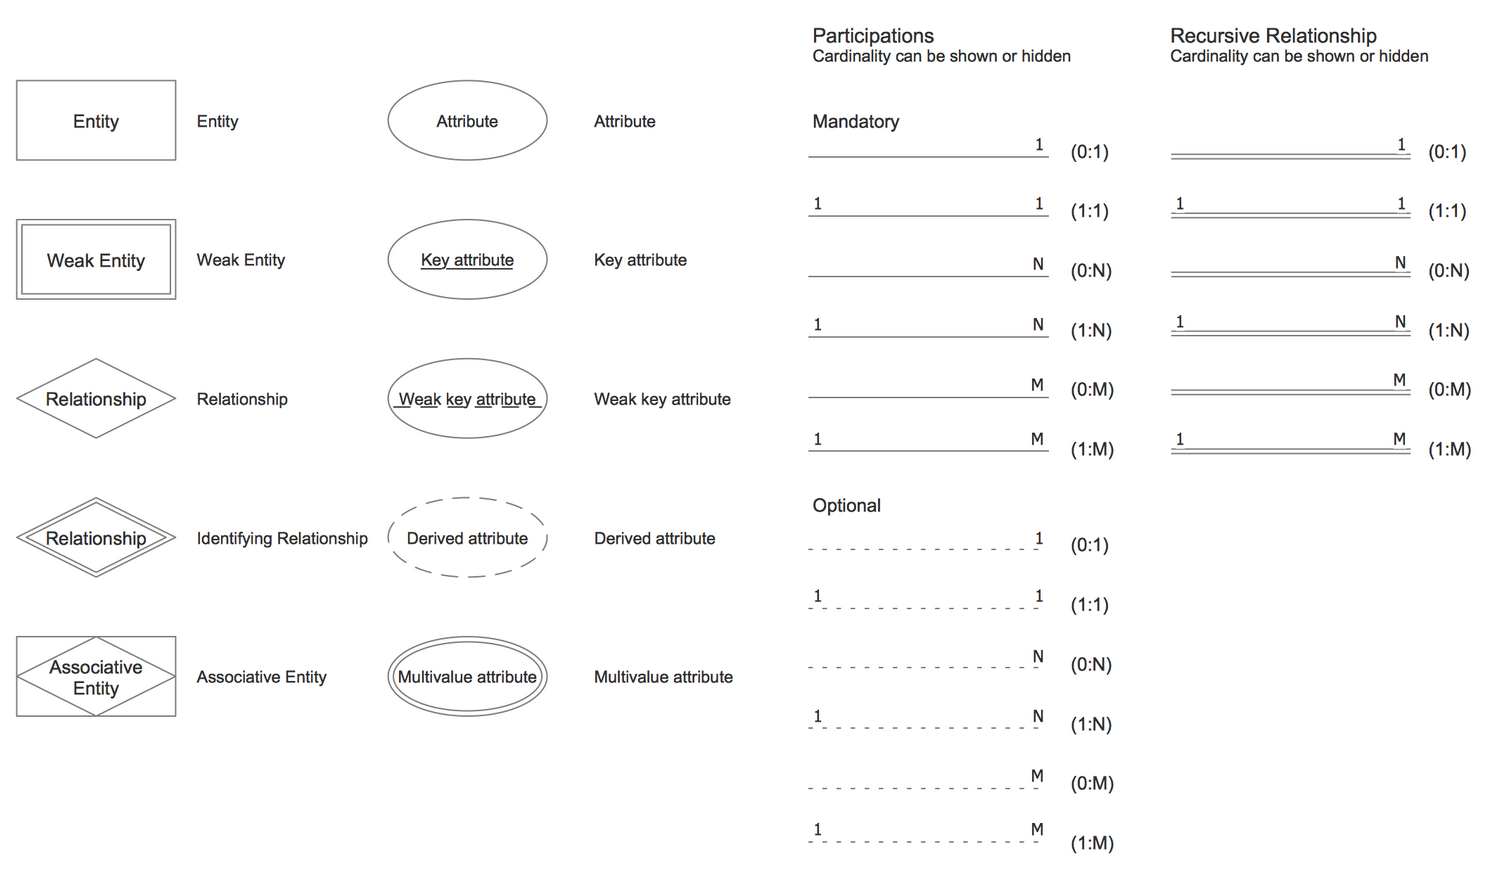 Entity
Entity
Weak Entity
Weak Entity
Relationship
Relationship
Relationship
Identifying Relationship
Associative
Entity
Associative Entity
Attribute
Attribute
Key attribute
Key attribute
Weak key attribute
Weak key attribute
Derived attribute
Derived attribute
Multivalue attribute
Multivalue attribute
Participations
Cardinality can be shown or hidden
Mandatory
1 (0:1)
1 1 (1:1)
N (0:N)
1 N (1:N)
M (0:M)
1 M (1:M)
Optional
1 (0:1)
1 1 (1:1)
N (0:N)
1 N (1:N)
M (0:M)
1 M (1:M)
Recursive Relationship
Cardinality can be shown or hidden
1 (0:1)
1 1 (1:1)
N (0:N)
1 N (1:N)
M (0:M)
1 M (1:M)